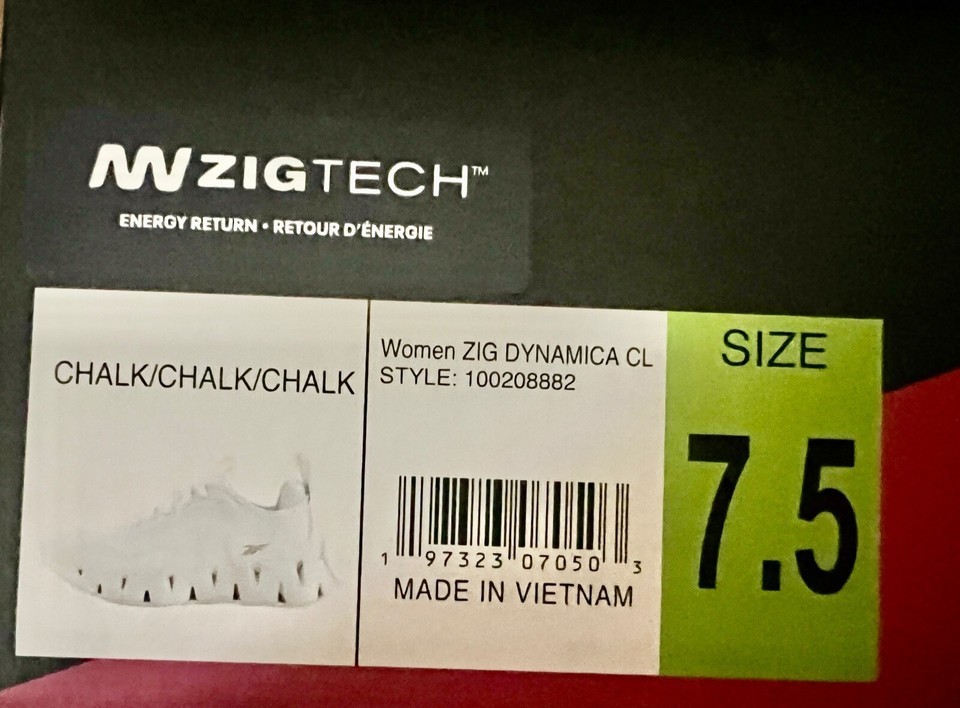 ZIGTECH™
ENERGY RETURN • RETOUR D'ÉNERGIE
CHALK/CHALK/CHALK
Women ZIG DYNAMICA CL
STYLE: 100208882
1 97323 07050 3
MADE IN VIETNAM
SIZE
7.5